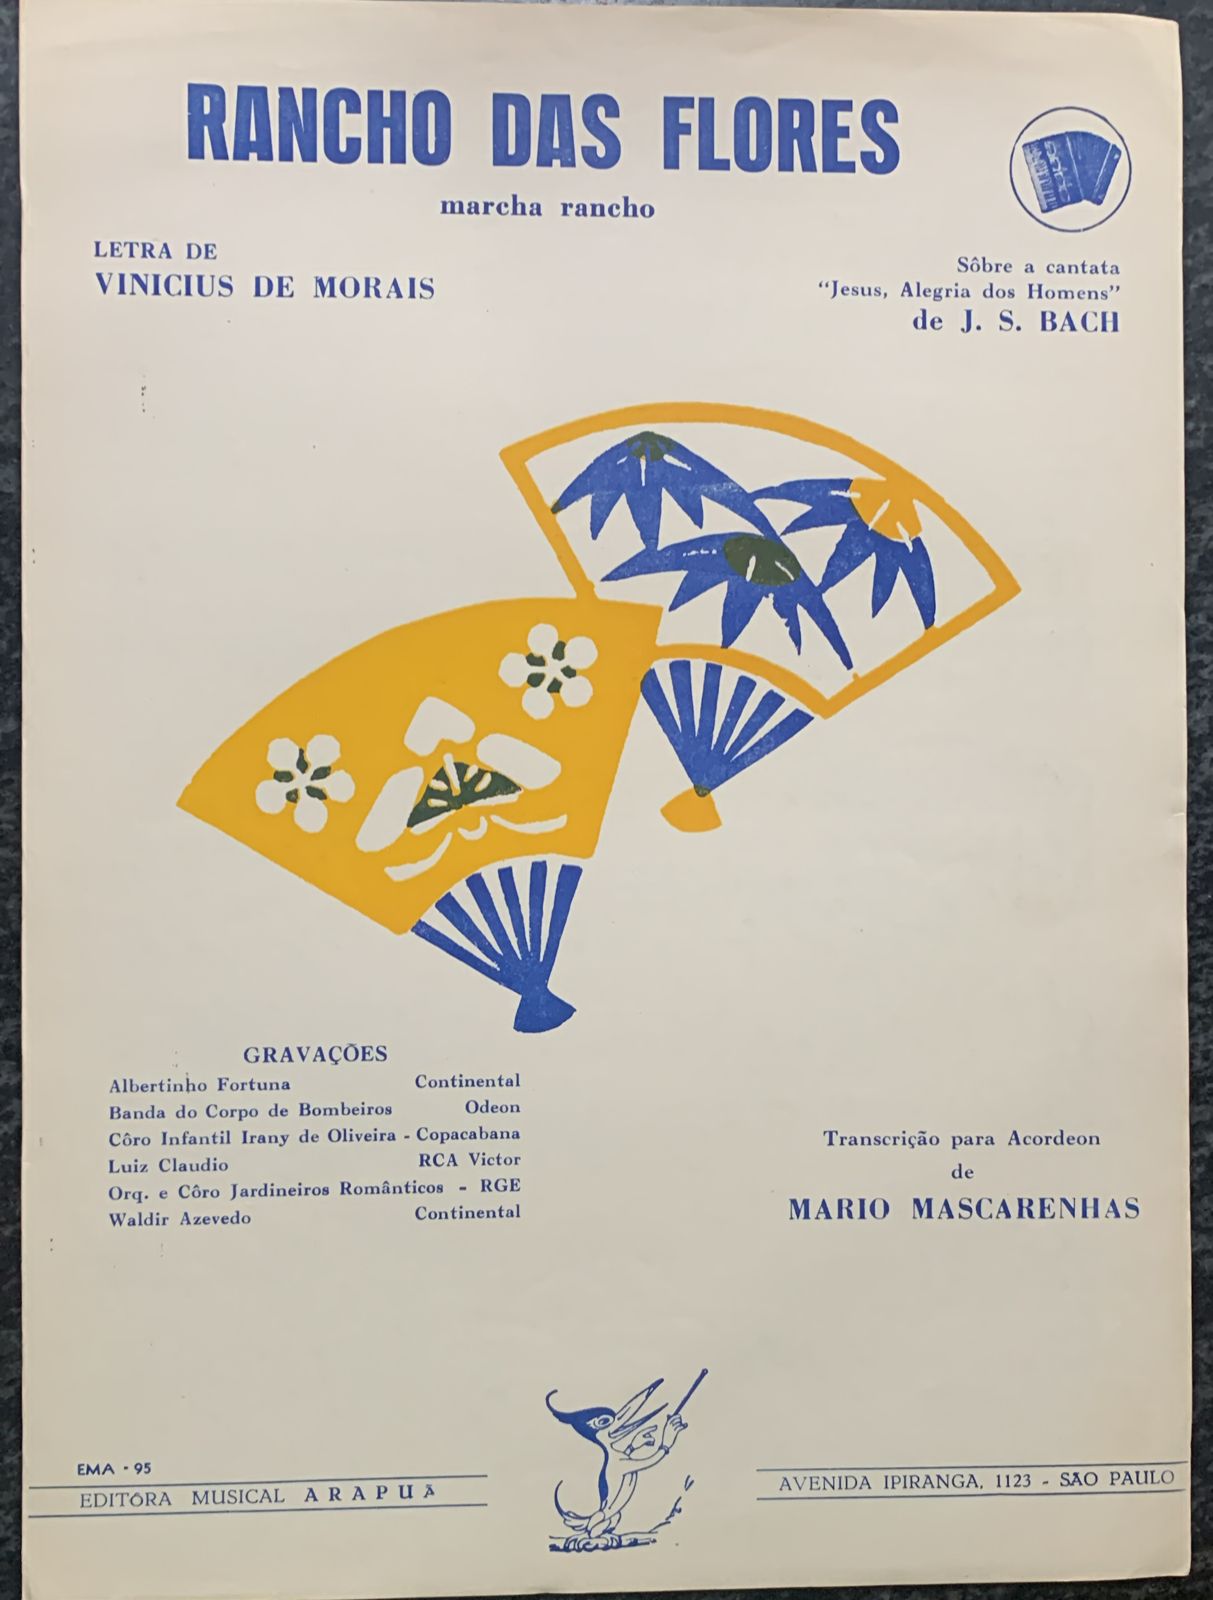 RANCHO DAS FLORES
marcha rancho
LETRA DE
VINICIUS DE MORAIS
Sôbre a cantata
“Jesus, Alegria dos Homens”
de J. S. BACH
GRAVAÇÕES
Albertinho Fortuna Continental
Banda do Corpo de Bombeiros Odeon
Côro Infantil Irany de Oliveira - Copacabana
Luiz Claudio RCA Victor
Orq. e Côro Jardineiros Românticos - RGE
Waldir Azevedo Continental
Transcrição para Acordeon
de
MARIO MASCARENHAS
EMA - 95
EDITÔRA MUSICAL ARAPUÃ
AVENIDA IPIRANGA, 1123 - SÃO PAULO